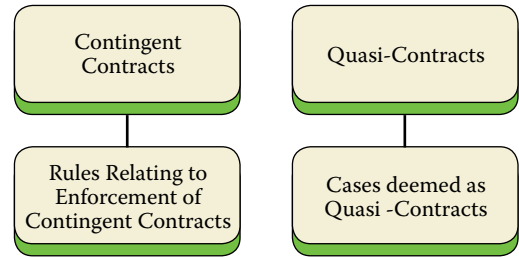 Contingent
Contracts
Quasi-Contracts
Rules Relating to
Enforcement of
Contingent Contracts
Cases deemed as
Quasi -Contracts